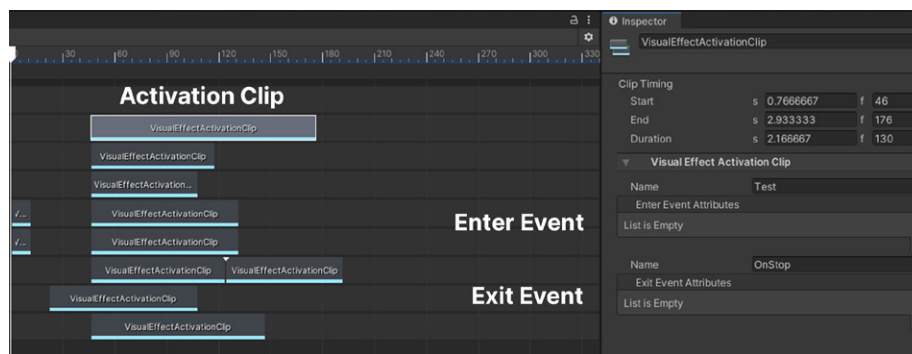 Inspector
VisualEffectActivationClip
30 60 90 120 150 180 210 240 270 300 330
Clip Timing
Activation Clip
Start s 0.7666667 f 46
End s 2.933333 f 176
Duration s 2.166667 f 130
VisualEffectActivationClip
VisualEffectActivationClip
Visual Effect Activation Clip
VisualEffectActivation...
Name Test
Enter Event Attributes
V... VisualEffectActivationClip
Enter Event
List is Empty
V... VisualEffectActivationClip
VisualEffectActivationClip VisualEffectActivationClip
Name OnStop
Exit Event Attributes
VisualEffectActivationClip
Exit Event
List is Empty
VisualEffectActivationClip